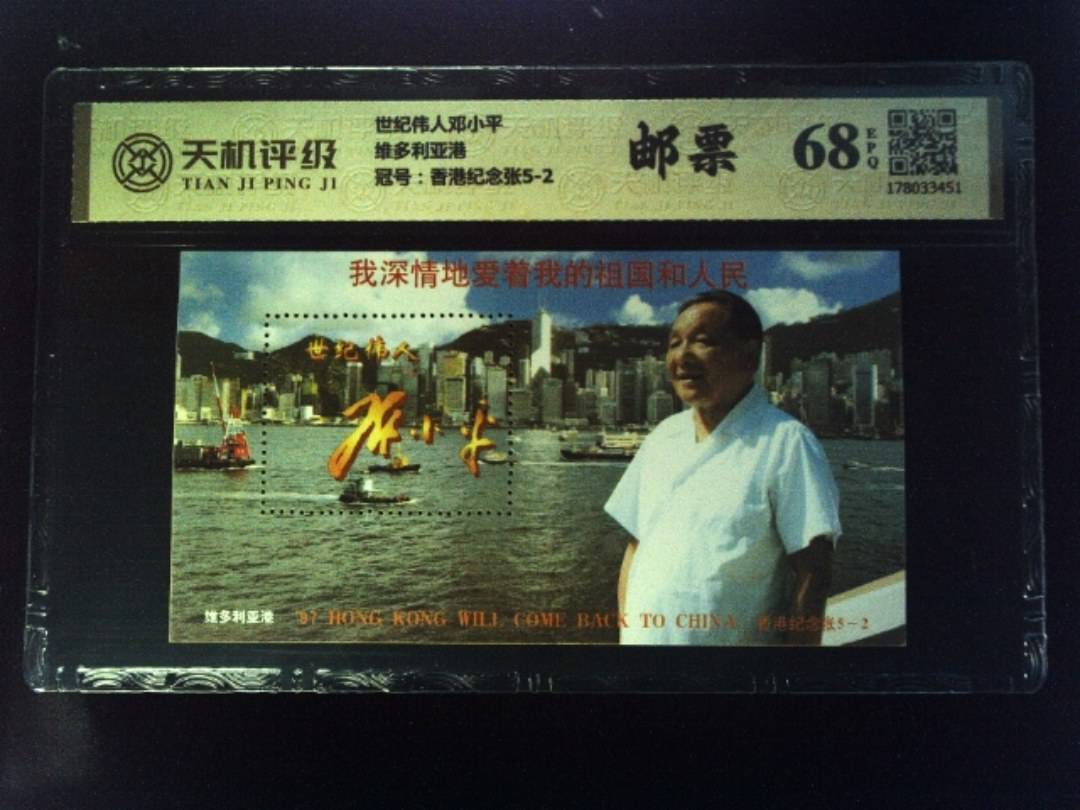 天机评级
TIAN JI PING JI
世纪伟人邓小平
维多利亚港
冠号：香港纪念张5-2
邮票
68
EPQ
178033451
我深情地爱着我的祖国和人民
世纪伟人
邓小平
维多利亚港 '97 HONG KONG WILL COME BACK TO CHINA 香港纪念张5-2